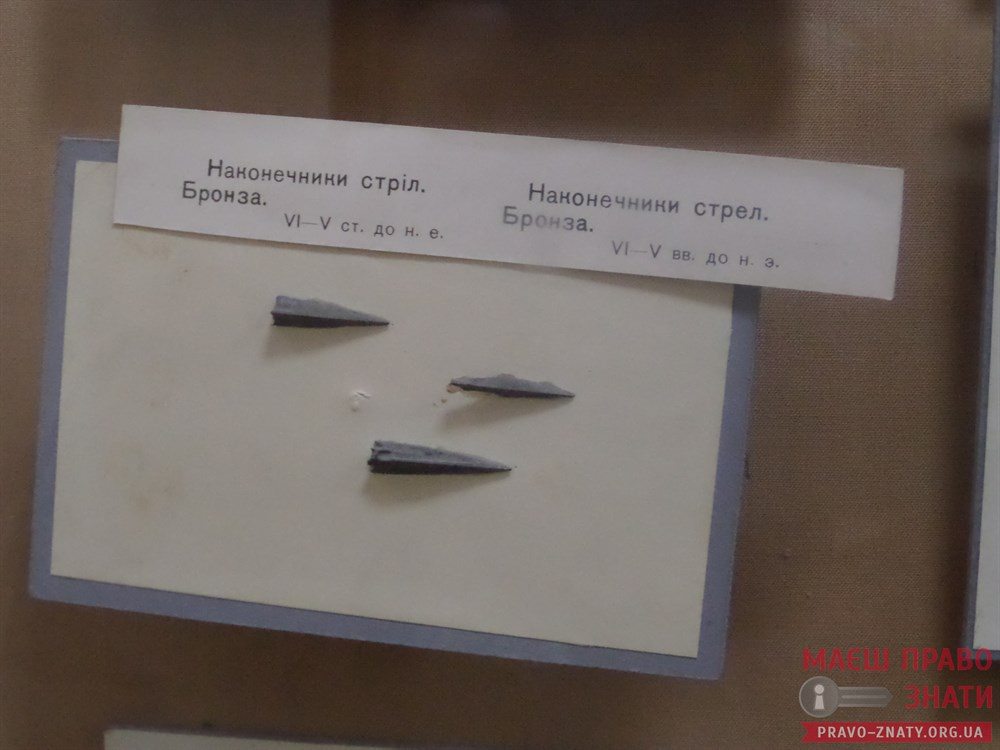 Наконечники стріл.
Бронза.
VI—V ст. до н. е.
Наконечники стрел.
Бронза.
VI—V вв. до н. э.
МАЄШ ПРАВО
ЗНАТИ
PRAVO-ZNATY.ORG.UA